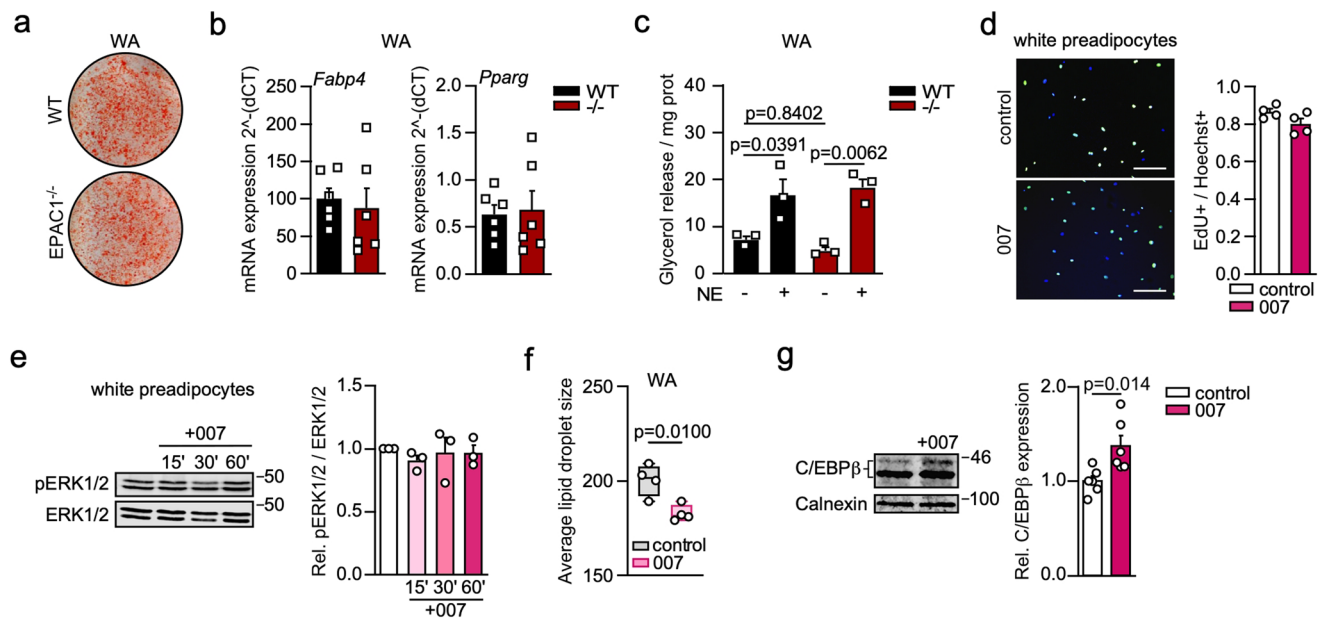 a
WA
WT
EPAC1-/-
b
WA
mRNA expression 2^-(dCT)
Fabp4
250
200
150
100
50
0
mRNA expression 2^-(dCT)
Pparg
2.0
1.5
1.0
0.5
0.0
WT
-/-
c
WA
Glycerol release / mg prot
40
30
20
10
0
p=0.8402
p=0.0391
p=0.0062
NE - + - +
WT
-/-
d
white preadipocytes
control
007
EdU+ / Hoechst+
1.0
0.8
0.6
0.4
0.2
0.0
control
007
e
white preadipocytes
+007
15' 30' 60'
pERK1/2
-50
ERK1/2
-50
Rel. pERK1/2 / ERK1/2
1.5
1.0
0.5
0.0
15' 30' 60'
+007
f
WA
Average lipid droplet size
250
200
150
p=0.0100
control
007
g
+007
C/EBPβ
-46
Calnexin
-100
Rel. C/EBPβ expression
2.0
1.0
0.0
p=0.014
control
007